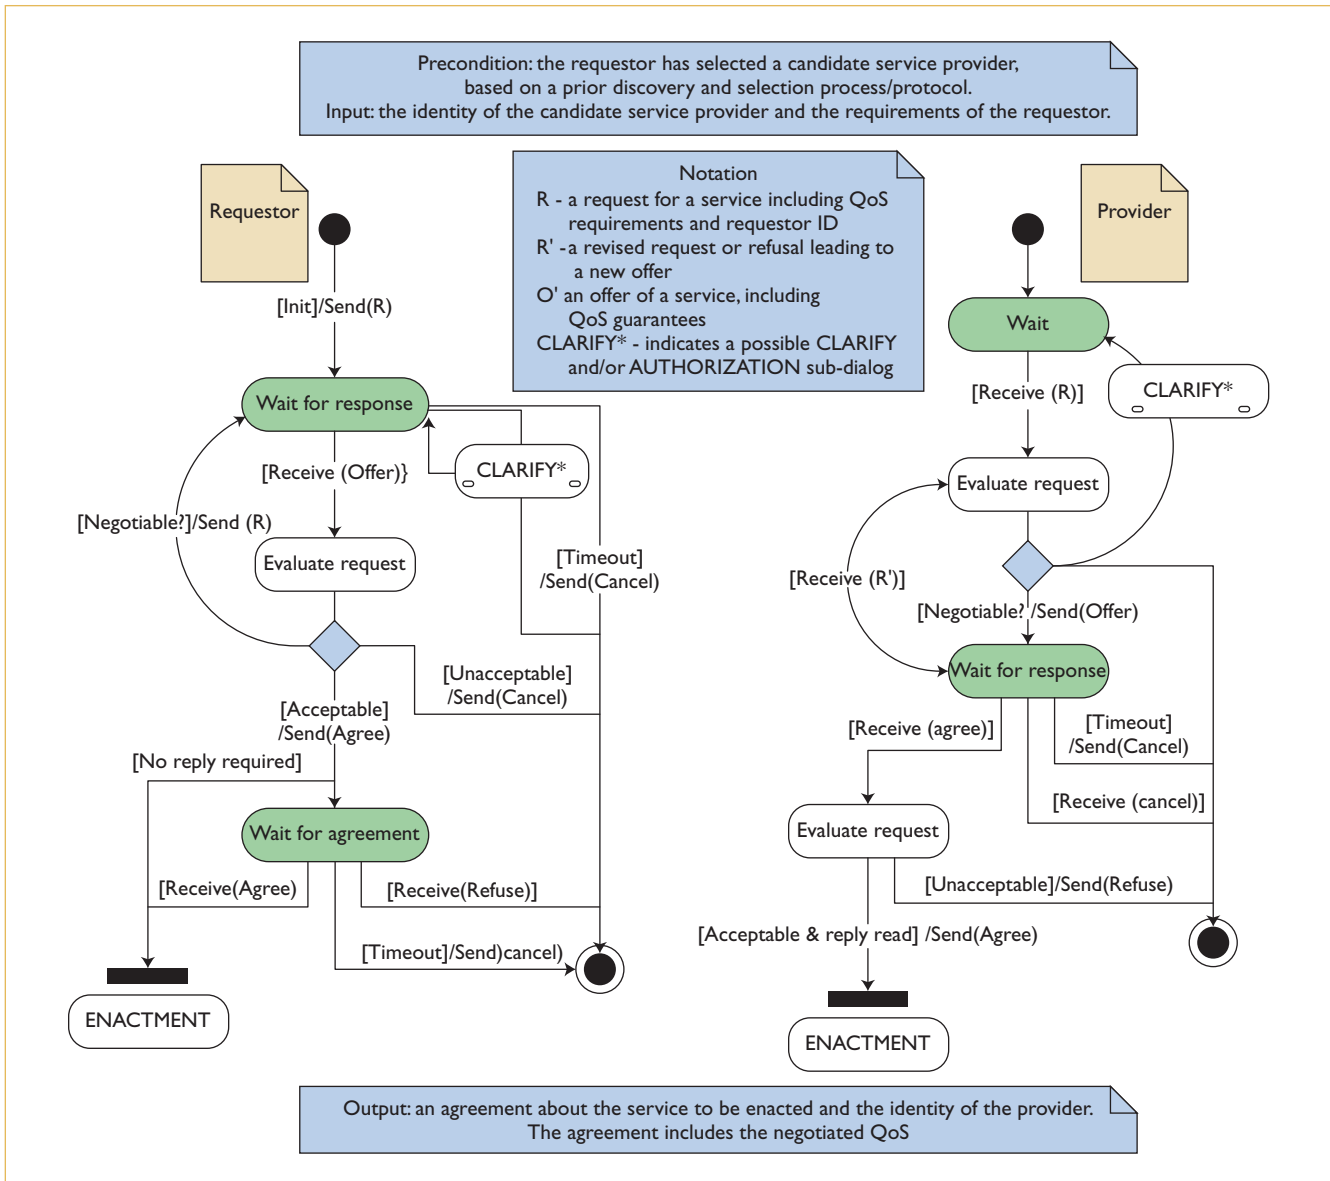 Precondition: the requestor has selected a candidate service provider,
based on a prior discovery and selection process/protocol.
Input: the identity of the candidate service provider and the requirements of the requestor.
Requestor
Notation
R - a request for a service including QoS
requirements and requestor ID
R' - a revised request or refusal leading to
a new offer
O' an offer of a service, including
QoS guarantees
CLARIFY* - indicates a possible CLARIFY
and/or AUTHORIZATION sub-dialog
Provider
[Init]/Send(R)
Wait for response
[Receive (Offer)}
CLARIFY*
[Negotiable?]/Send (R)
Evaluate request
[Timeout]
/Send(Cancel)
[Unacceptable]
/Send(Cancel)
[Acceptable]
/Send(Agree)
[No reply required]
Wait for agreement
[Receive(Agree)
[Receive(Refuse)]
[Timeout]/Send)cancel)
ENACTMENT
Wait
[Receive (R)]
CLARIFY*
Evaluate request
[Receive (R')]
[Negotiable? /Send(Offer)
Wait for response
[Receive (agree)]
[Timeout]
/Send(Cancel)
[Receive (cancel)]
Evaluate request
[Unacceptable]/Send(Refuse)
[Acceptable & reply read] /Send(Agree)
ENACTMENT
Output: an agreement about the service to be enacted and the identity of the provider.
The agreement includes the negotiated QoS